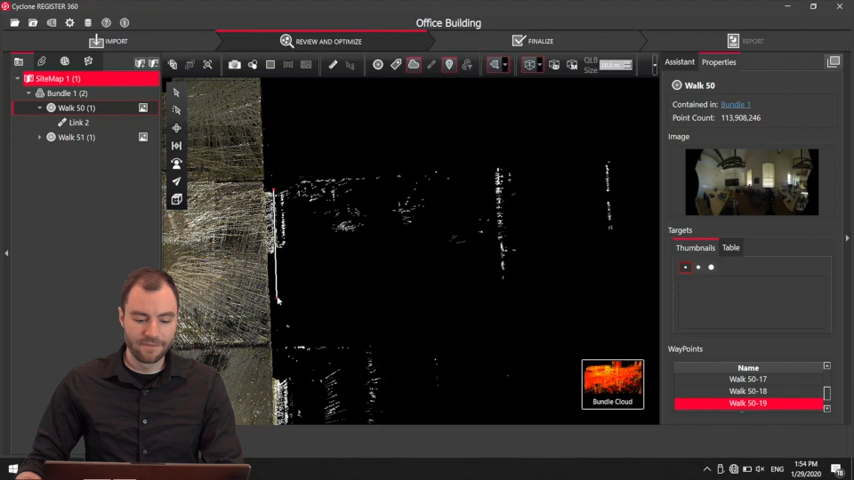 Cyclone REGISTER 360
Office Building
IMPORT
REVIEW AND OPTIMIZE
FINALIZE
REPORT
QLB
Size:
Assistant
Properties
SiteMap 1 (1)
Bundle 1 (2)
Walk 50 (1)
Link 2
Walk 51 (1)
Walk 50
Contained in: Bundle 1
Point Count: 113,908,246
Image
Targets
Thumbnails
Table
WayPoints
Name
Walk 50-17
Walk 50-18
Walk 50-19
Bundle Cloud
ENG
1:54 PM
1/29/2020